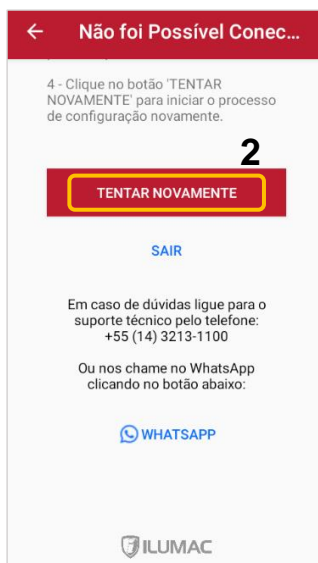 Não foi Possível Conec...
4 - Clique no botão 'TENTAR
NOVAMENTE' para iniciar o processo
de configuração novamente.
2
TENTAR NOVAMENTE
SAIR
Em caso de dúvidas ligue para o
suporte técnico pelo telefone:
+55 (14) 3213-1100
Ou nos chame no WhatsApp
clicando no botão abaixo:
WHATSAPP
ILUMAC